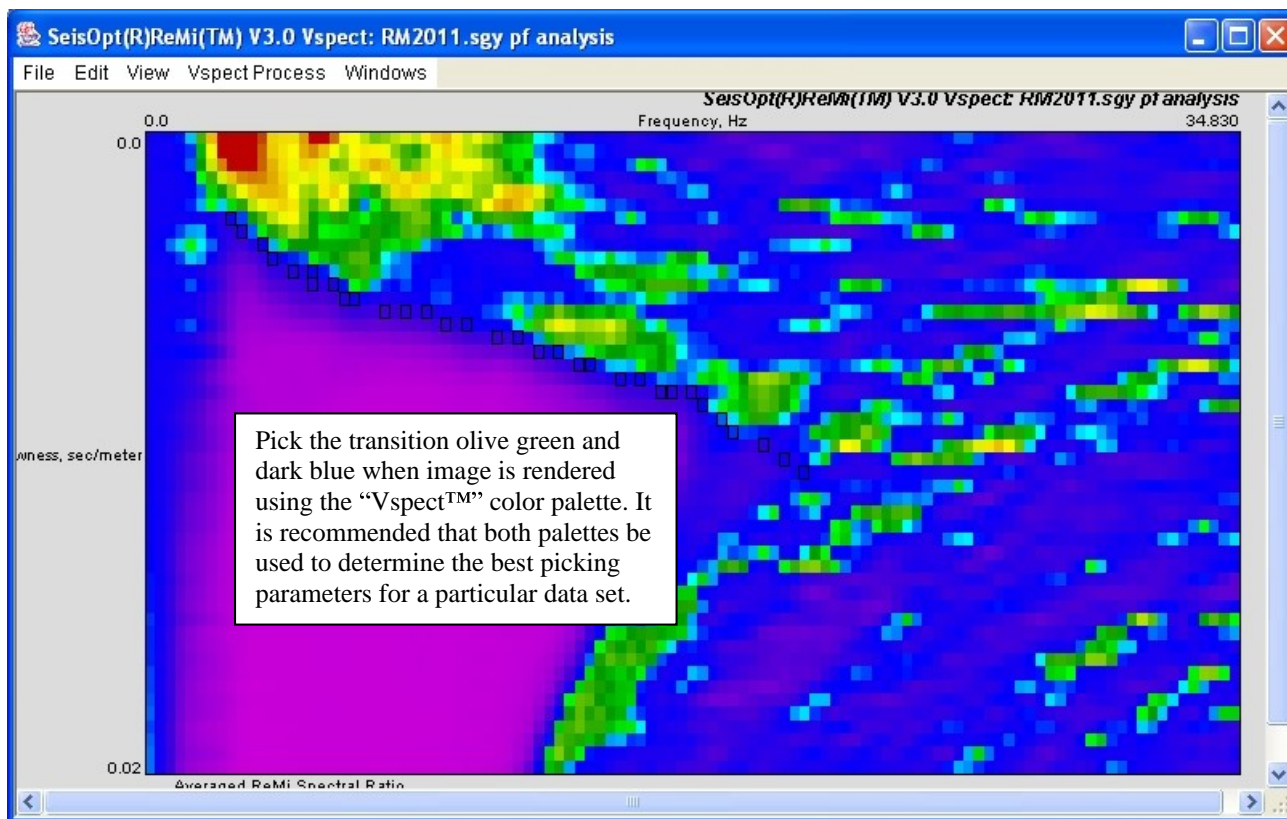 SeisOpt(R)ReMi(TM) V3.0 Vspect: RM2011.sgy pf analysis
File Edit View Vspect Process Windows
SeisOpt(R)ReMi(TM) V3.0 Vspect: RM2011.sgy pf analysis
0.0 Frequency, Hz 34.830
0.0
Pick the transition olive green and
dark blue when image is rendered
using the “Vspect™” color palette. It
is recommended that both palettes be
used to determine the best picking
parameters for a particular data set.
wness, sec/meter
0.02
Averaged ReMi Spectral Ratio